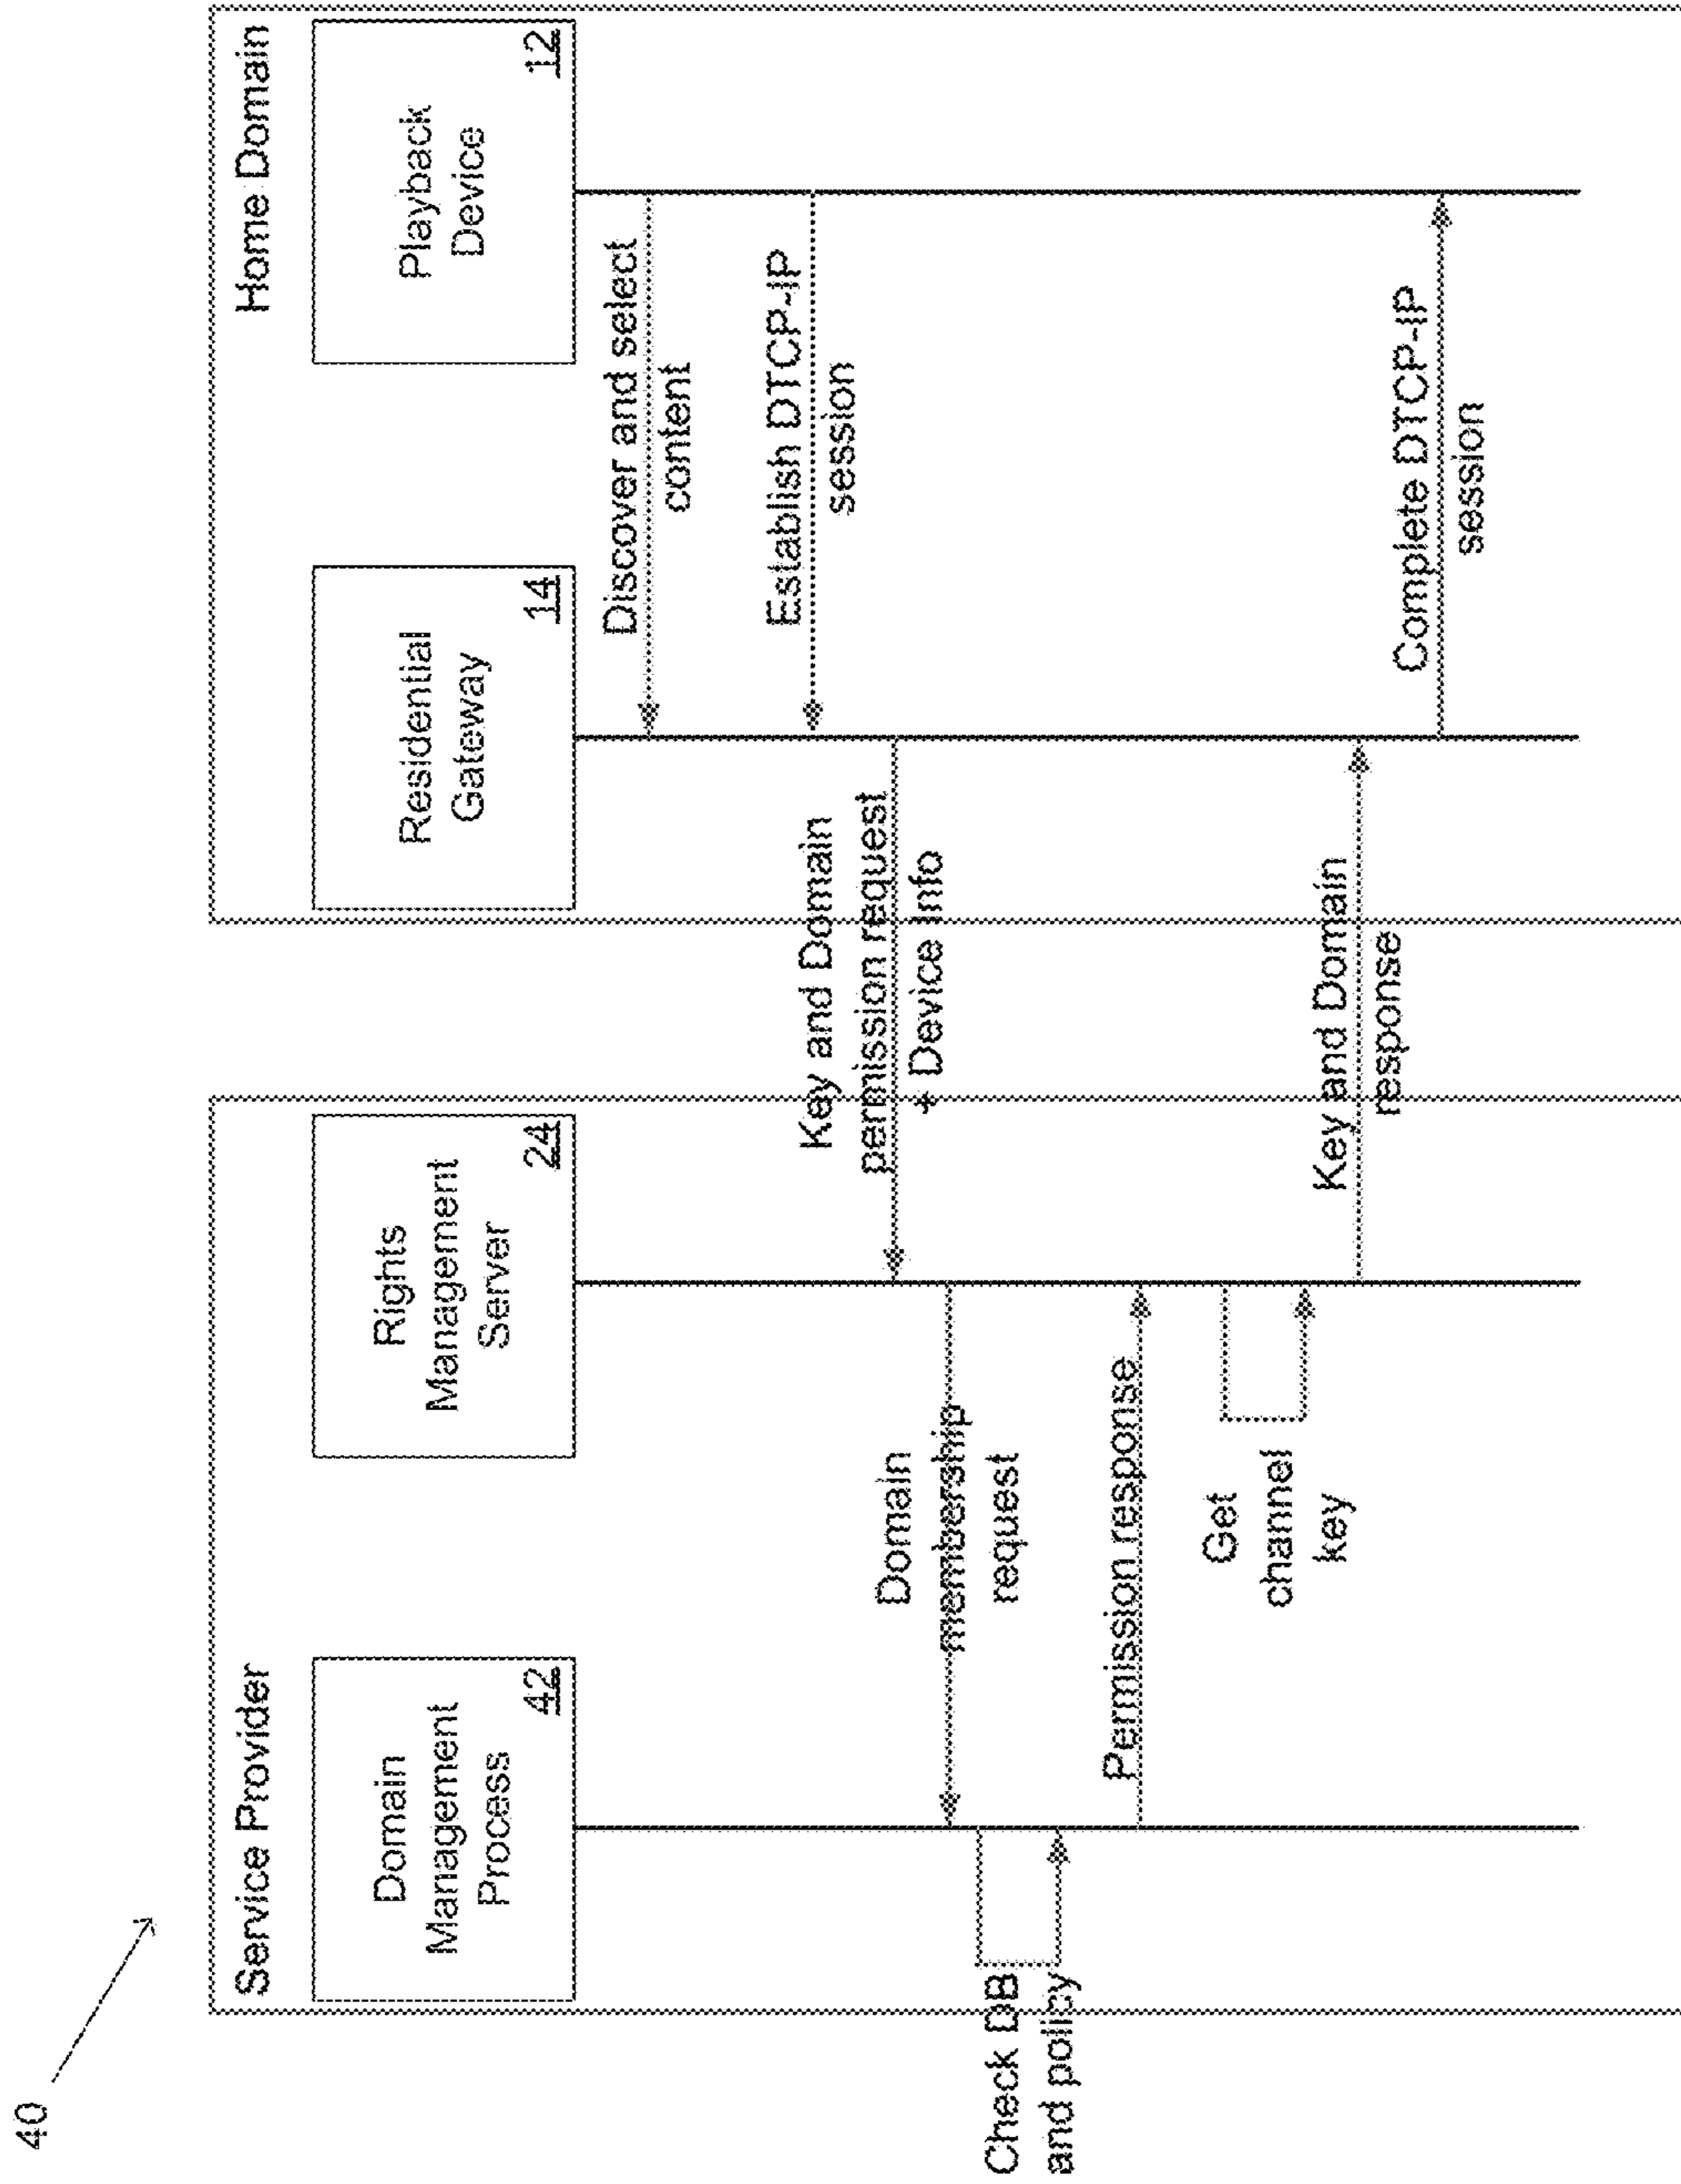 40
Service Provider
Home Domain
Domain
Management
Process
42
Rights
Management
Server
24
Residential
Gateway
14
Playback
Device
12
Discover and select
content
Establish DTCP-IP
session
Key and Domain
permission request
+ Device Info
Domain
membership
request
Check DB
and policy
Permission response
Get
channel
key
Key and Domain
response
Complete DTCP-IP
session